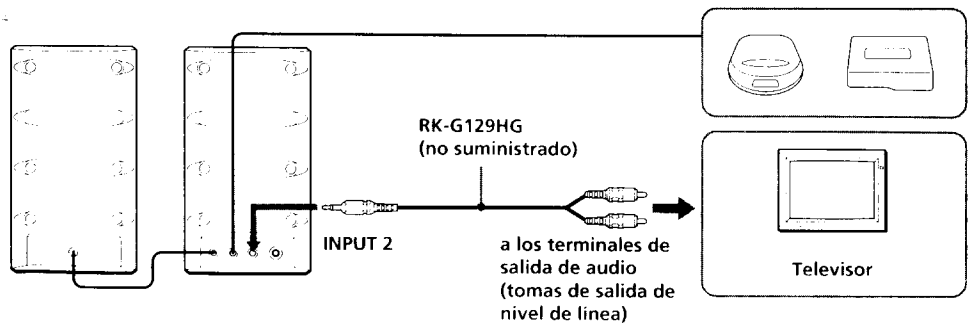 RK-G129HG
(no suministrado)
INPUT 2
a los terminales de
salida de audio
(tomas de salida de
nivel de línea)
Televisor